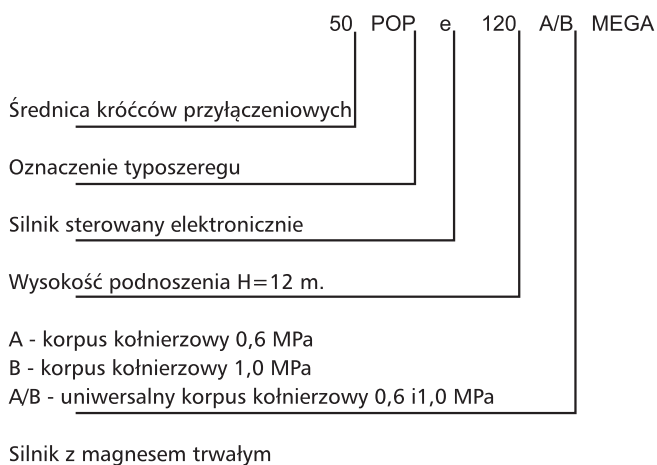 50 POP e 120 A/B MEGA
Średnica króćców przyłączeniowych
Oznaczenie typoszeregu
Silnik sterowany elektronicznie
Wysokość podnoszenia H=12 m.
A - korpus kołnierzowy 0,6 MPa
B - korpus kołnierzowy 1,0 MPa
A/B - uniwersalny korpus kołnierzowy 0,6 i1,0 MPa
Silnik z magnesem trwałym